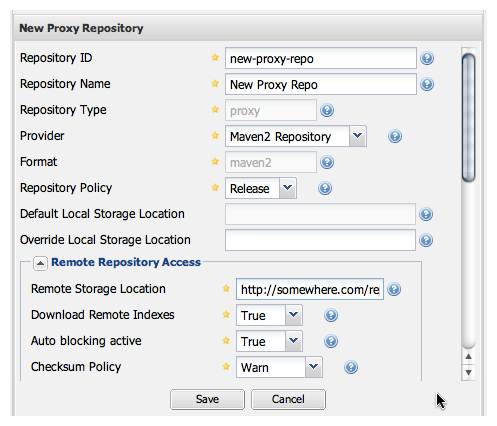 New Proxy Repository
Repository ID new-proxy-repo
Repository Name New Proxy Repo
Repository Type proxy
Provider Maven2 Repository
Format maven2
Repository Policy Release
Default Local Storage Location
Override Local Storage Location
Remote Repository Access
Remote Storage Location http://somewhere.com/re
Download Remote Indexes True
Auto blocking active True
Checksum Policy Warn
Save Cancel